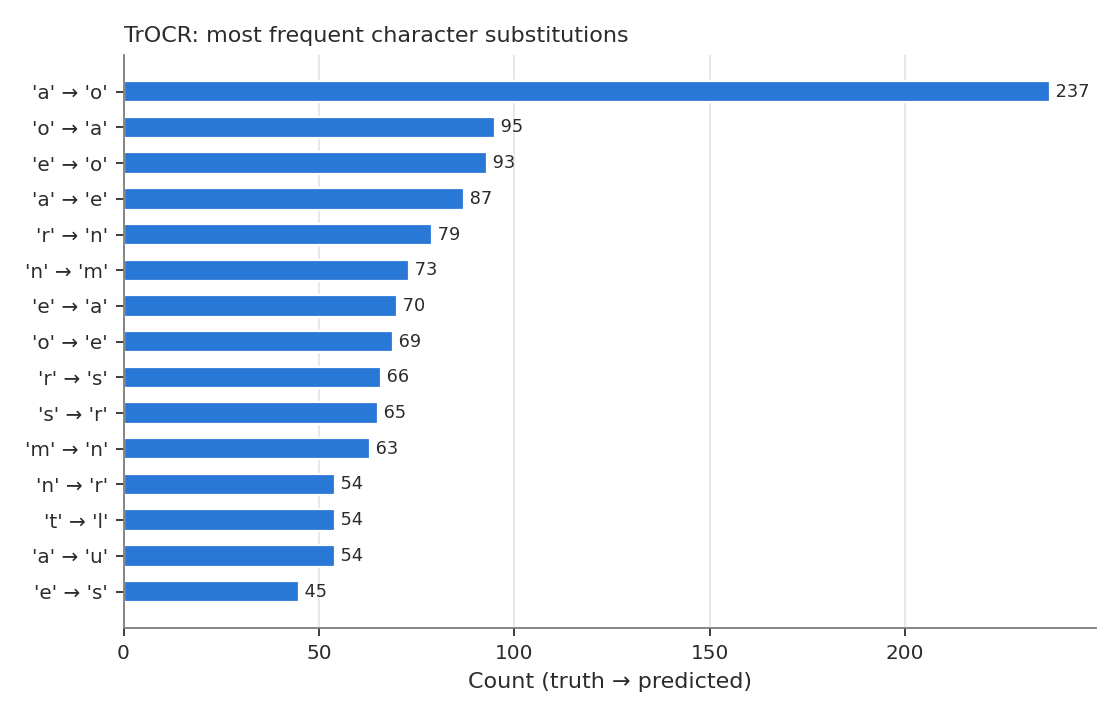 TrOCR: most frequent character substitutions
'a' → 'o' 237
'o' → 'a' 95
'e' → 'o' 93
'a' → 'e' 87
'r' → 'n' 79
'n' → 'm' 73
'e' → 'a' 70
'o' → 'e' 69
'r' → 's' 66
's' → 'r' 65
'm' → 'n' 63
'n' → 'r' 54
't' → 'l' 54
'a' → 'u' 54
'e' → 's' 45
0 50 100 150 200
Count (truth → predicted)